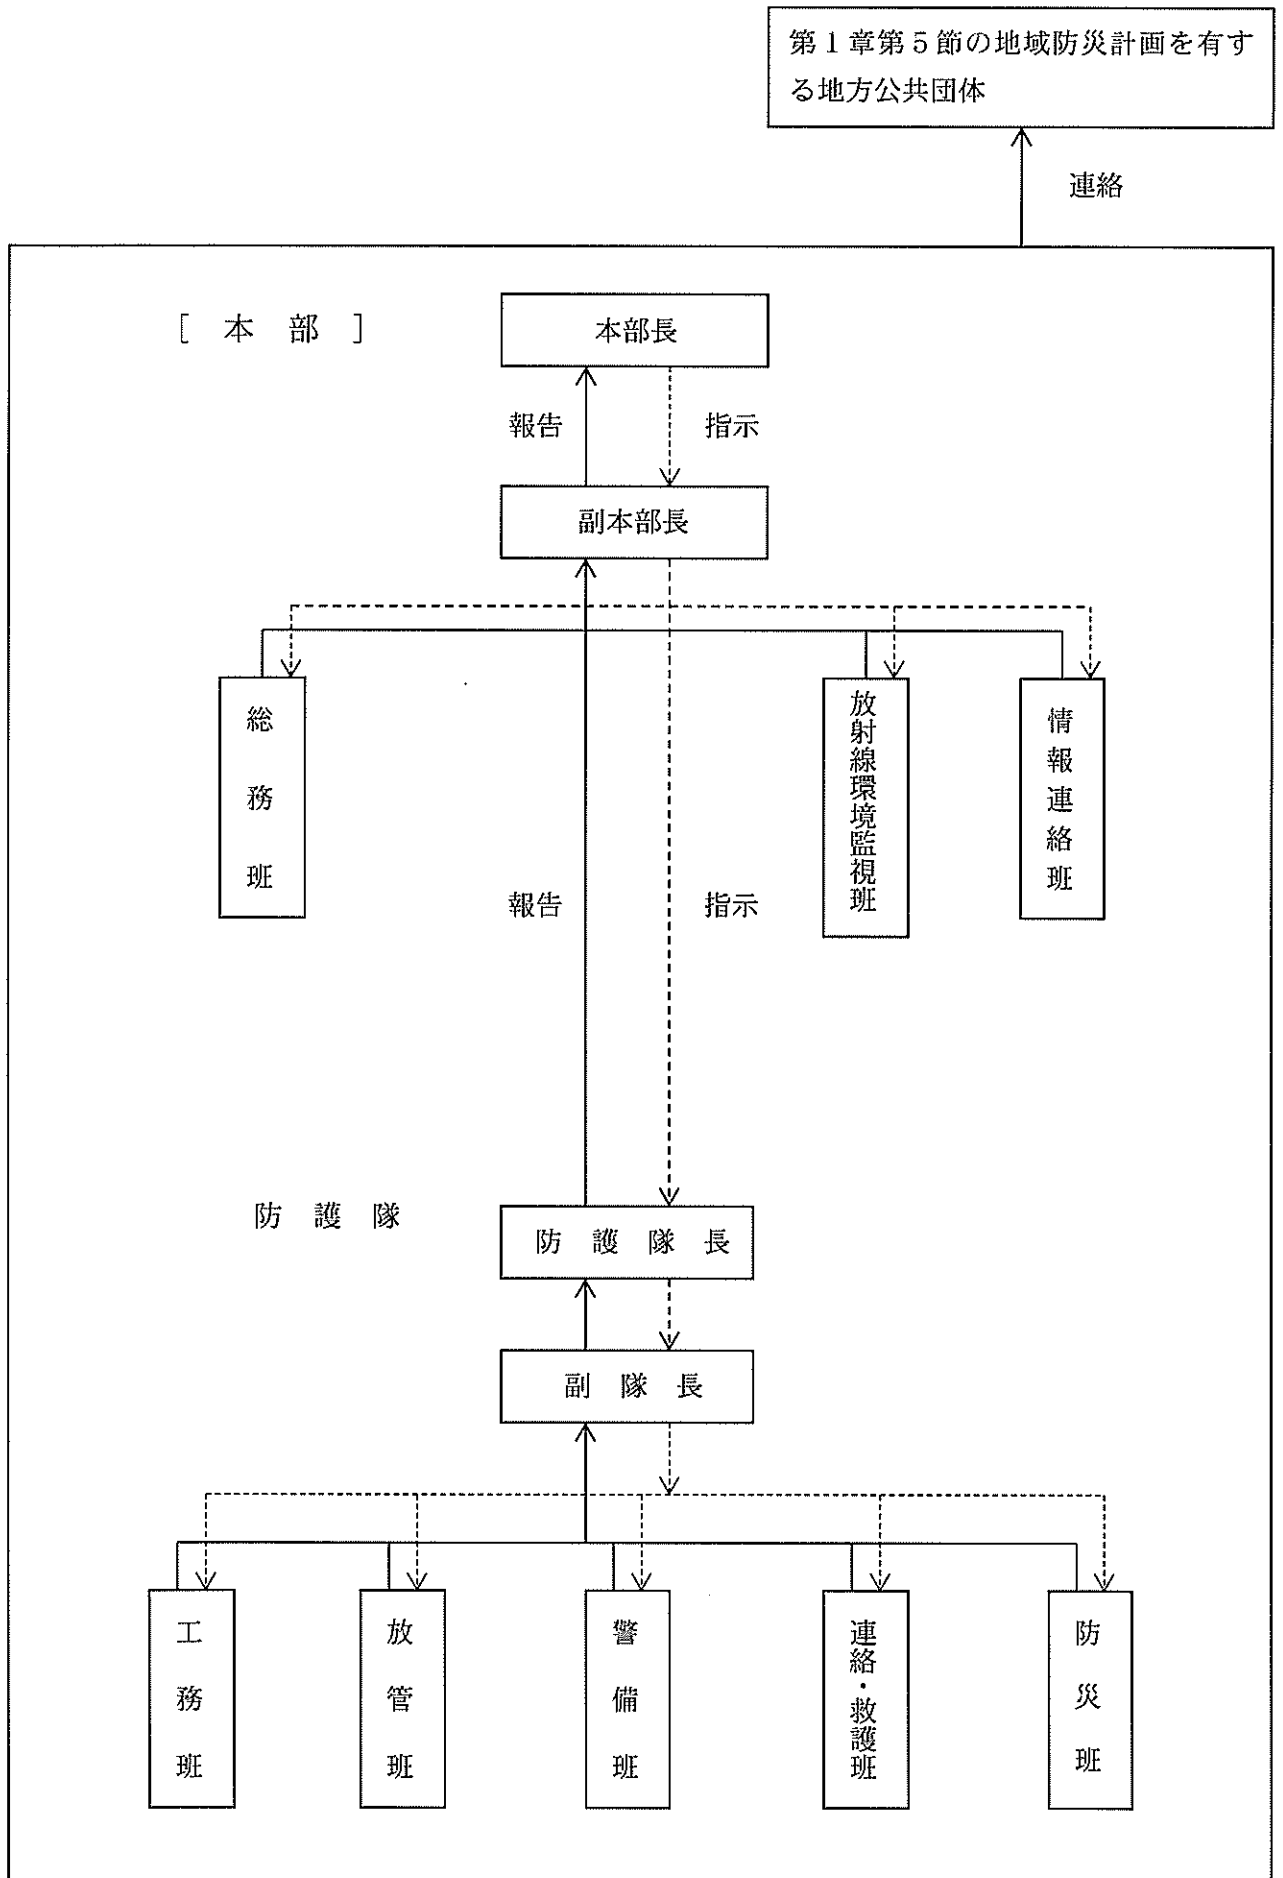 第１章第５節の地域防災計画を有す
る地方公共団体
連絡
［　本　部　］
本部長
報告
指示
副本部長
総務班
放射線環境監視班
情報連絡班
報告
指示
防　護　隊
防　護　隊　長
副　隊　長
工務班
放管班
警備班
連絡・救護班
防災班